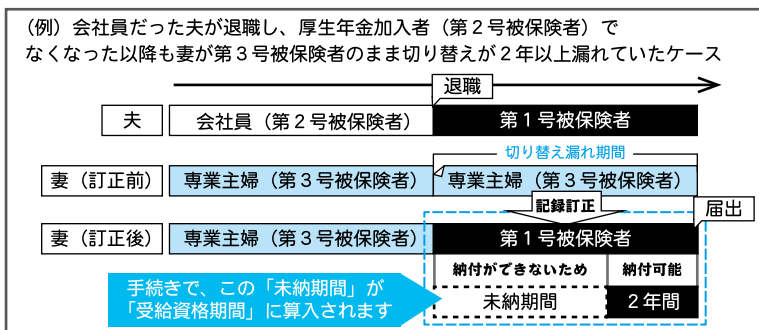 （例）会社員だった夫が退職し、厚生年金加入者（第２号被保険者）で
なくなった以降も妻が第３号被保険者のまま切り替えが２年以上漏れていたケース
退職
夫
会社員（第２号被保険者）
第１号被保険者
切り替え漏れ期間
妻（訂正前）
専業主婦（第３号被保険者）
専業主婦（第３号被保険者）
記録訂正
届出
妻（訂正後）
専業主婦（第３号被保険者）
第１号被保険者
納付ができないため
納付可能
手続きで、この「未納期間」が
「受給資格期間」に算入されます
未納期間
２年間